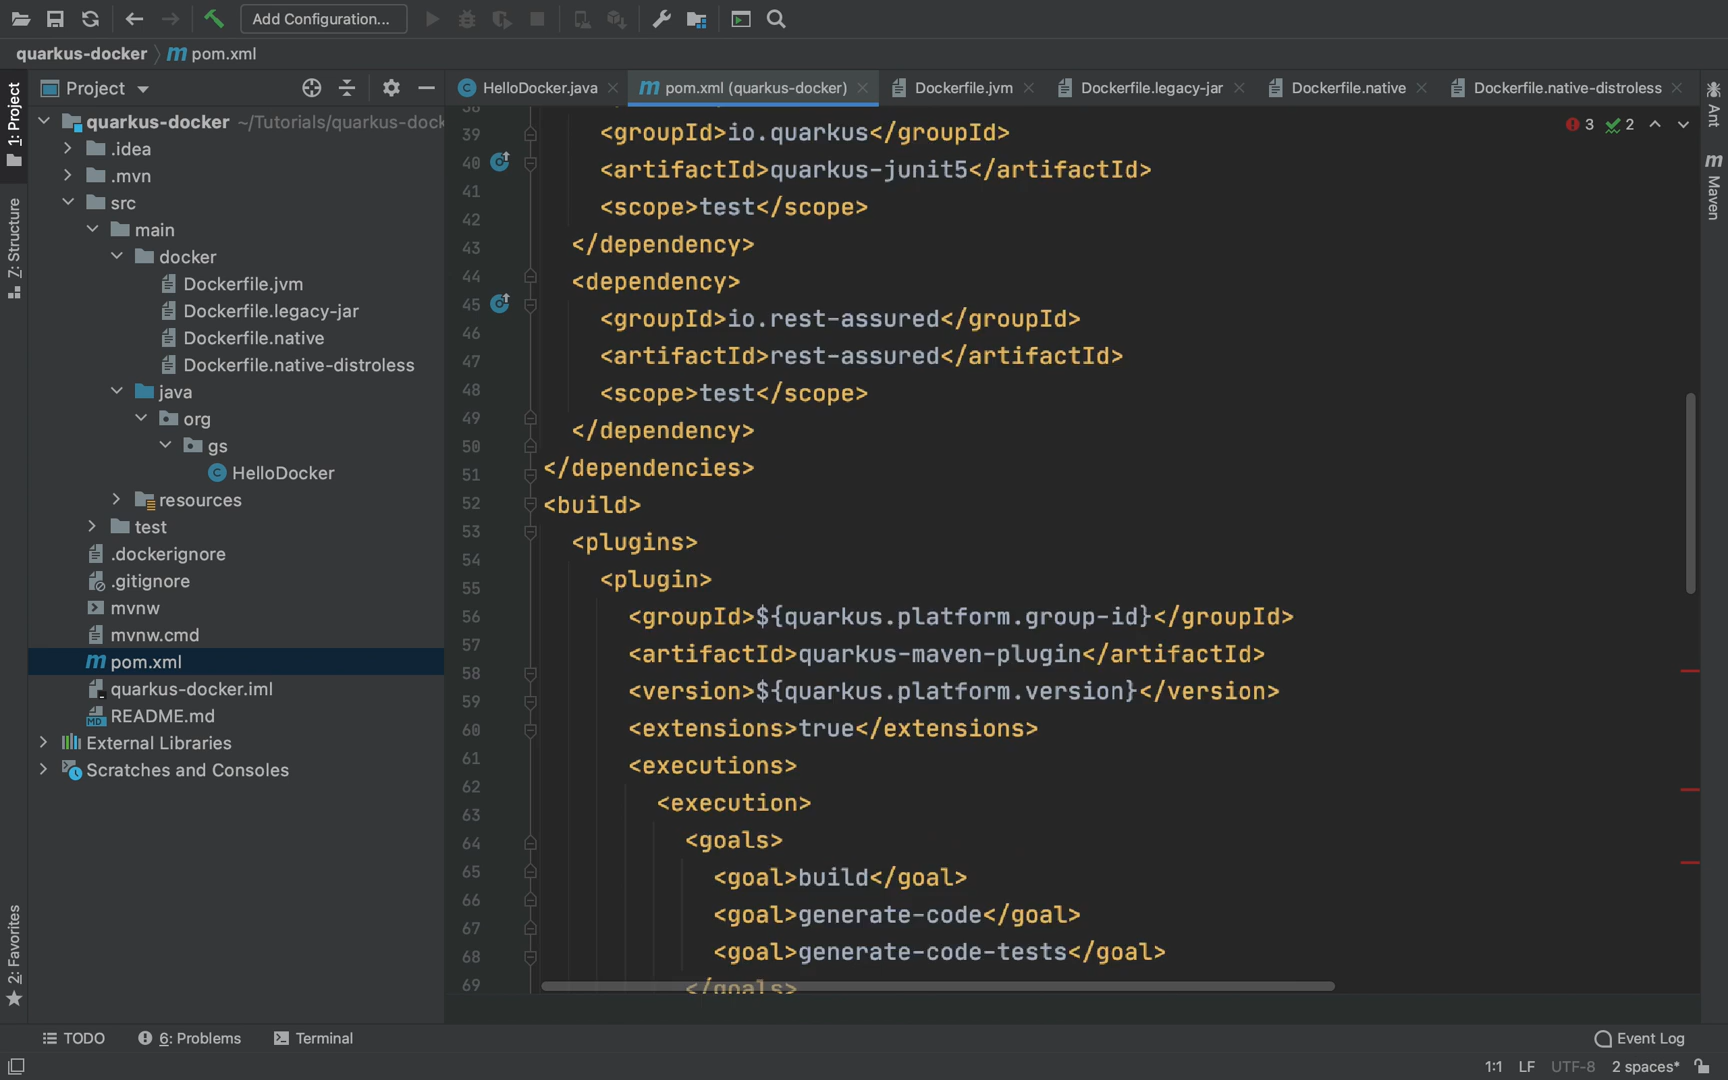 Add Configuration...
quarkus-docker
pom.xml
1: Project
Project
HelloDocker.java
pom.xml (quarkus-docker)
Dockerfile.jvm
Dockerfile.legacy-jar
Dockerfile.native
Dockerfile.native-distroless
Ant
Maven
7: Structure
2: Favorites
quarkus-docker ~/Tutorials/quarkus-dock
.idea
.mvn
src
main
docker
Dockerfile.jvm
Dockerfile.legacy-jar
Dockerfile.native
Dockerfile.native-distroless
java
org
gs
HelloDocker
resources
test
.dockerignore
.gitignore
mvnw
mvnw.cmd
pom.xml
quarkus-docker.iml
README.md
External Libraries
Scratches and Consoles
3 2
38
39 <groupId>io.quarkus</groupId>
40 <artifactId>quarkus-junit5</artifactId>
41
42 <scope>test</scope>
43 </dependency>
44 <dependency>
45 <groupId>io.rest-assured</groupId>
46
47 <artifactId>rest-assured</artifactId>
48 <scope>test</scope>
49 </dependency>
50
51 </dependencies>
52 <build>
53 <plugins>
54
55 <plugin>
56 <groupId>${quarkus.platform.group-id}</groupId>
57 <artifactId>quarkus-maven-plugin</artifactId>
58
59 <version>${quarkus.platform.version}</version>
60 <extensions>true</extensions>
61 <executions>
62
63 <execution>
64 <goals>
65 <goal>build</goal>
66
67 <goal>generate-code</goal>
68 <goal>generate-code-tests</goal>
69 </goals>
TODO
6: Problems
Terminal
Event Log
1:1 LF UTF-8 2 spaces*